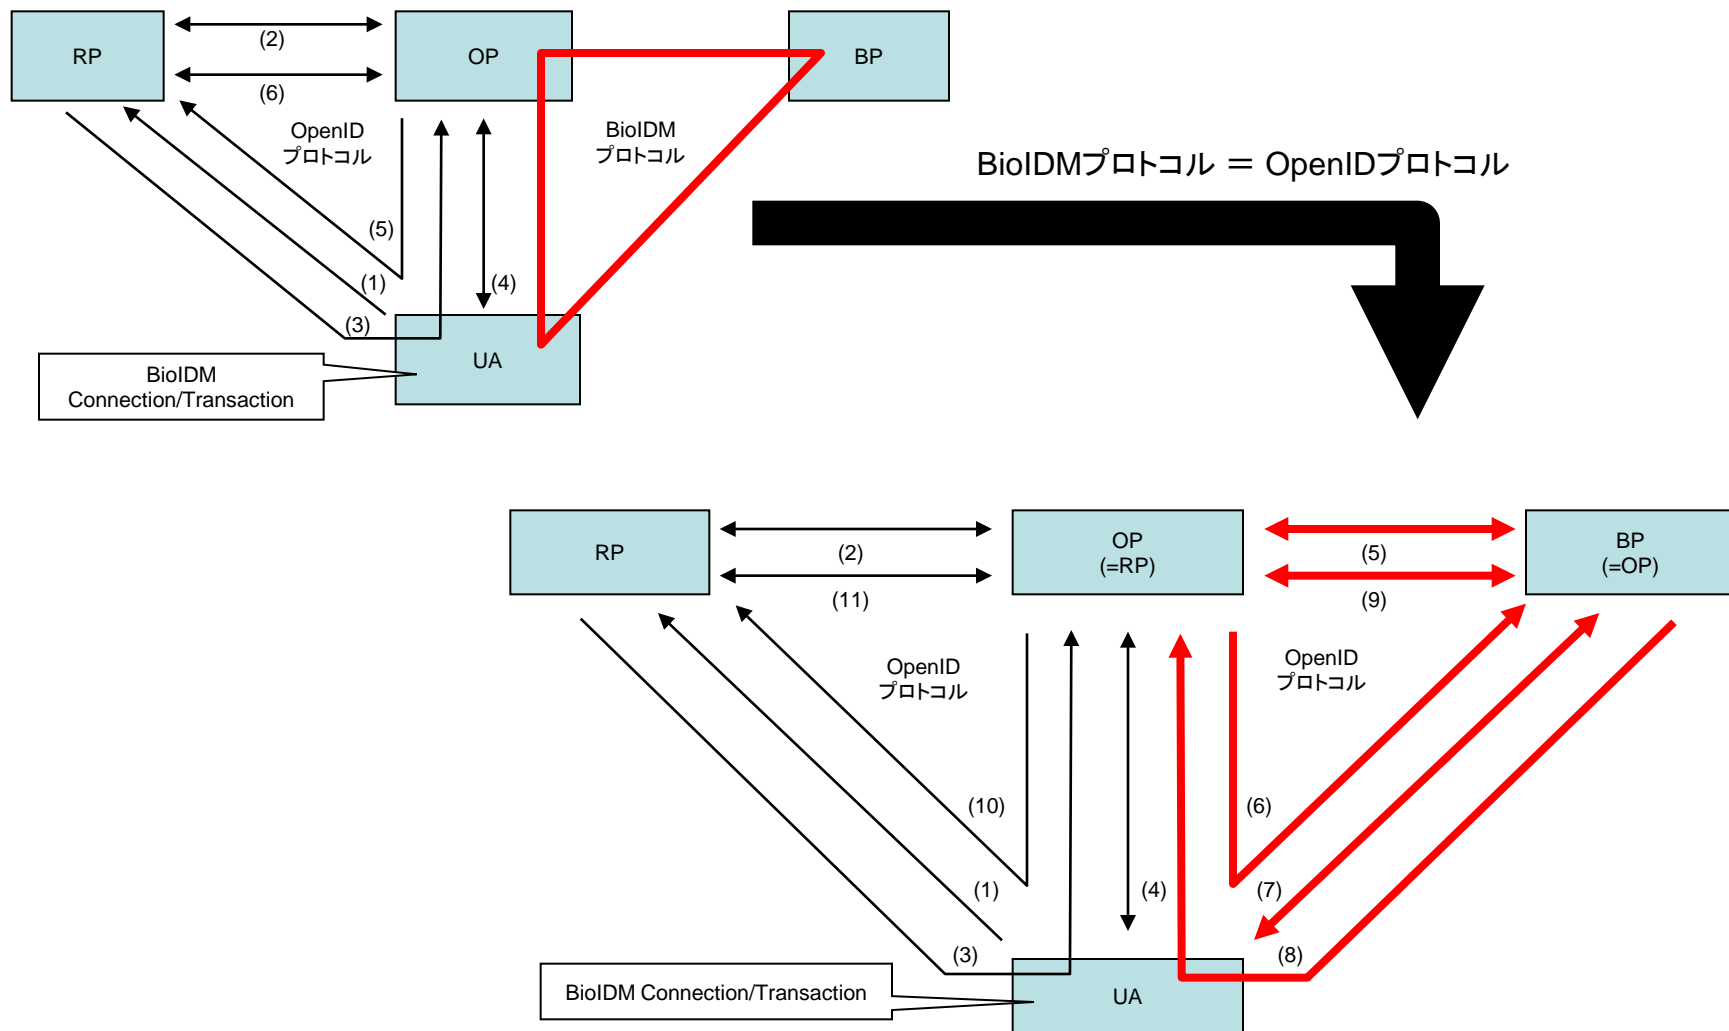 RP
(2)
OP
BP
(6)
OpenID
プロトコル
BioIDM
プロトコル
BioIDMプロトコル ＝ OpenIDプロトコル
(5)
(1)
(4)
(3)
UA
BioIDM
Connection/Transaction
RP
(2)
OP
(=RP)
(5)
BP
(=OP)
(11)
(9)
OpenID
プロトコル
OpenID
プロトコル
(10)
(6)
(1)
(4)
(7)
(3)
(8)
BioIDM Connection/Transaction
UA